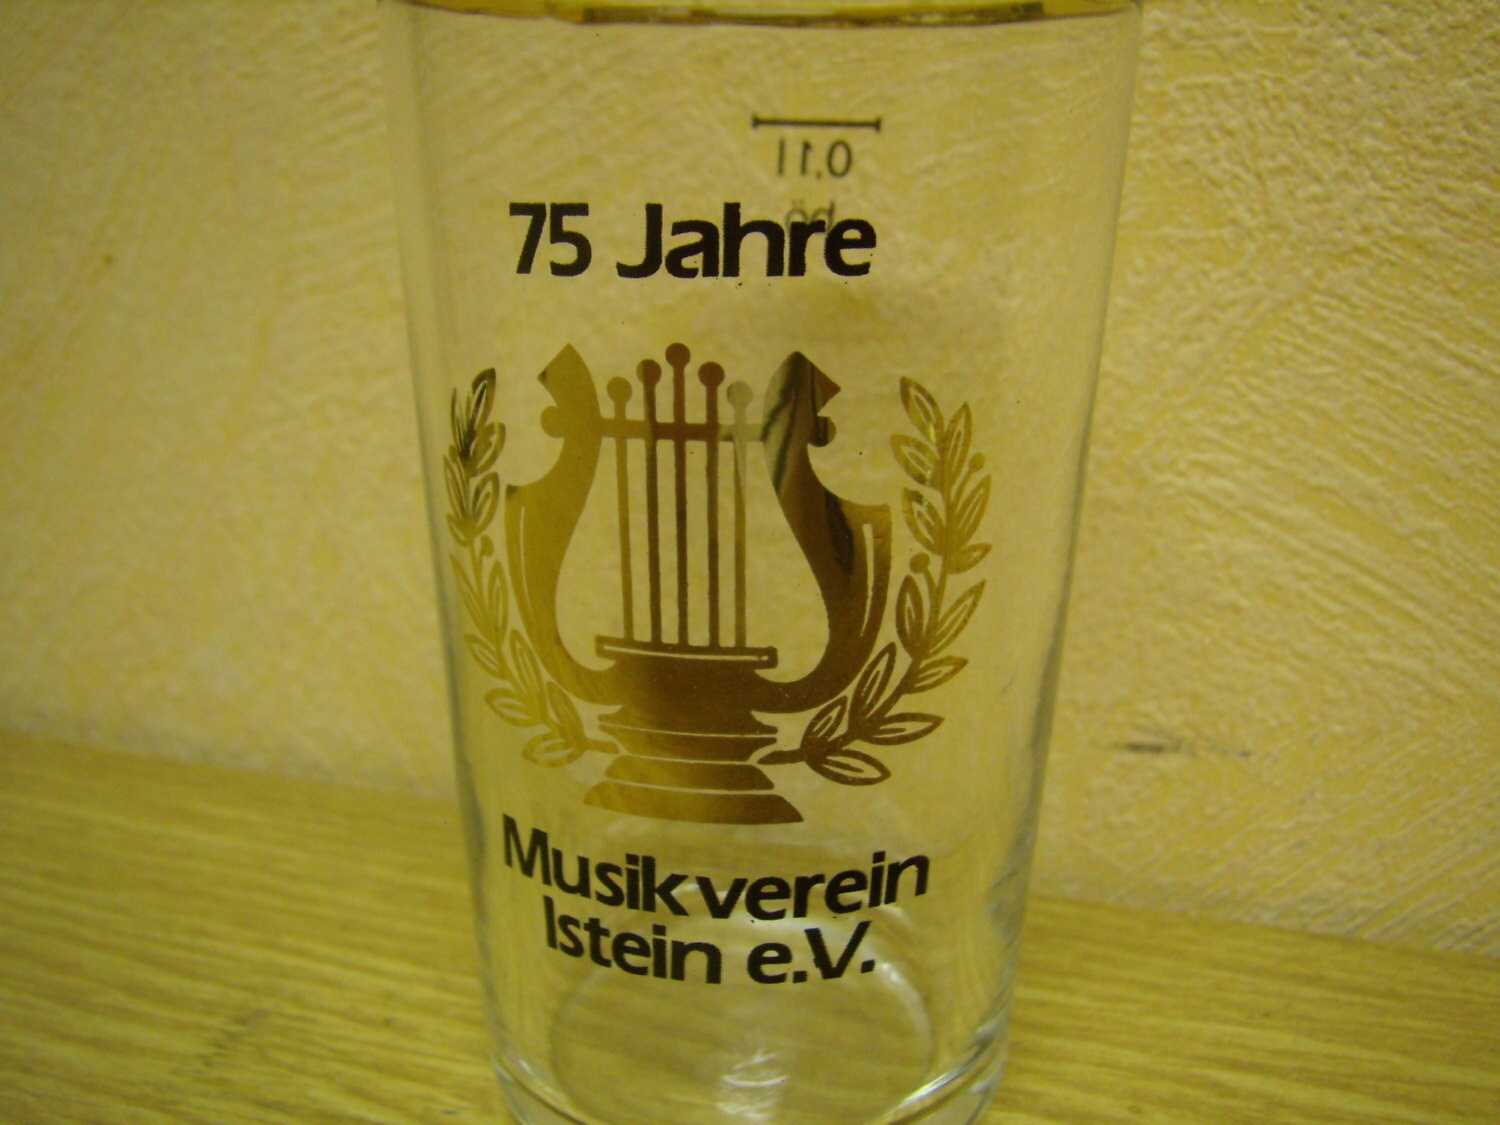 0,1l
75 Jahre
Musikverein
Istein e.V.